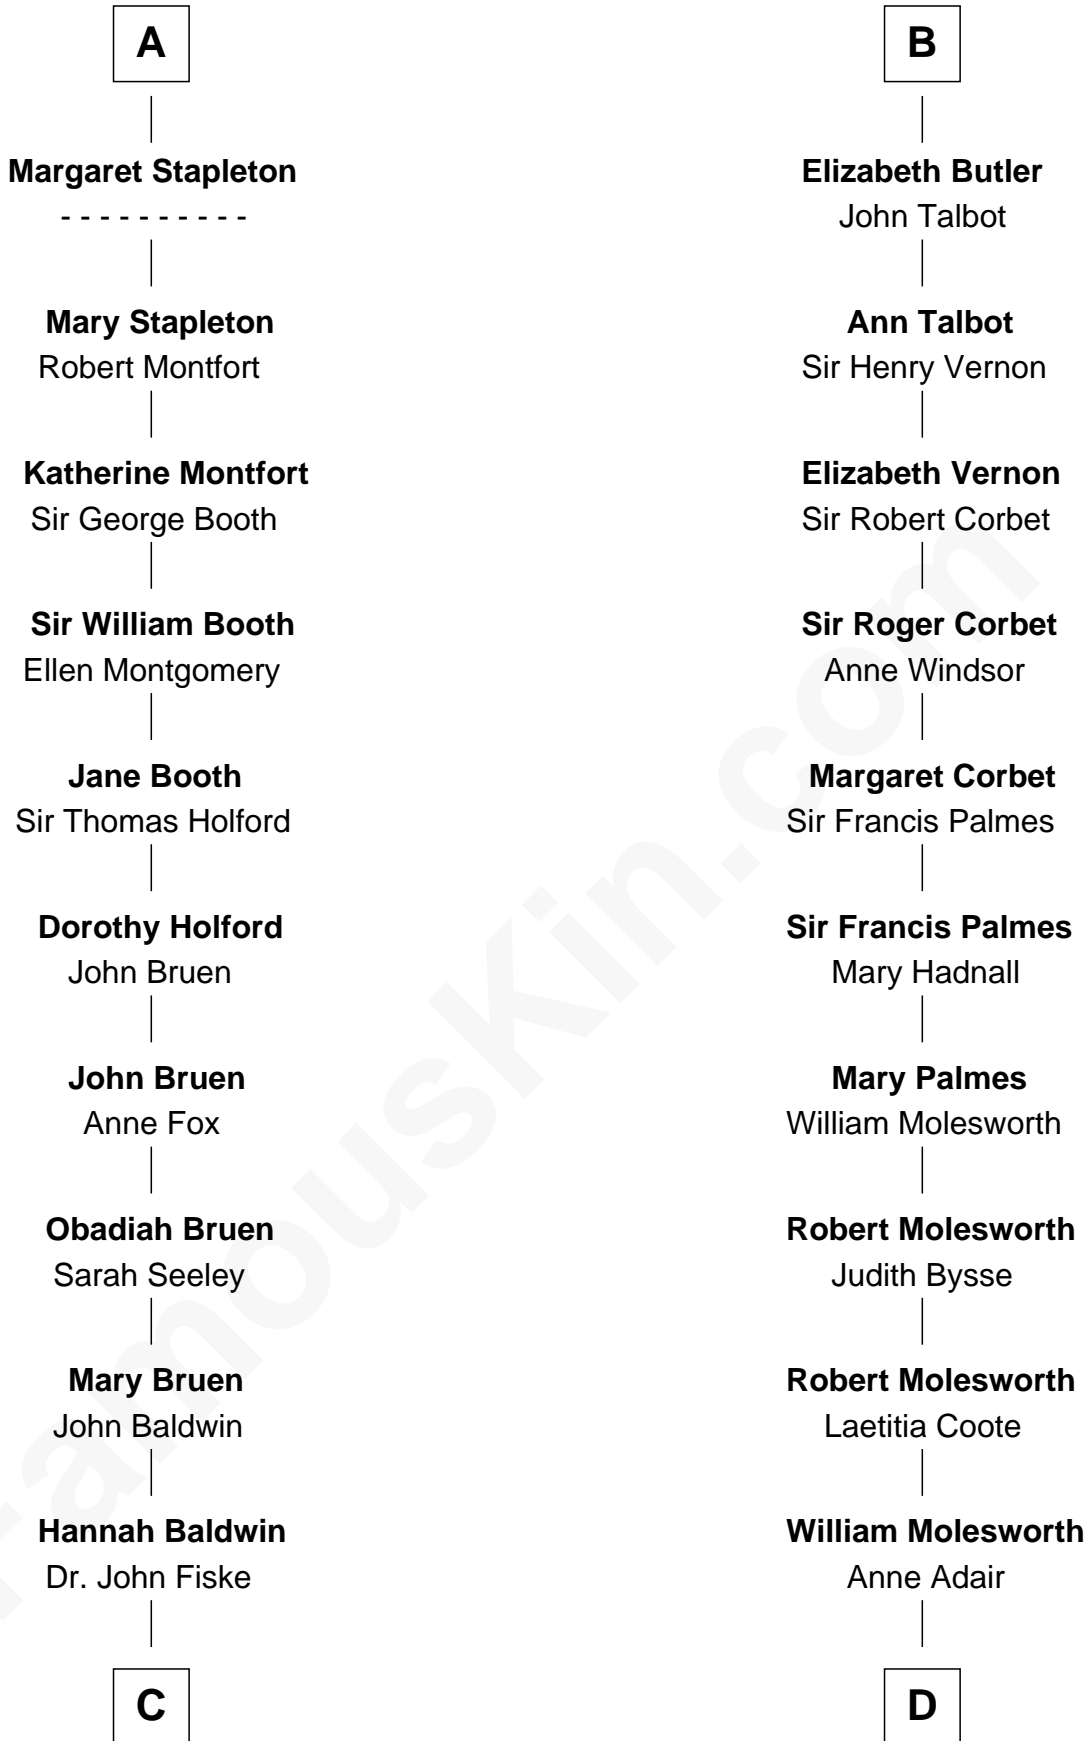 A
Margaret Stapleton
- - - - - - - - - -
Mary Stapleton
Robert Montfort
Katherine Montfort
Sir George Booth
Sir William Booth
Ellen Montgomery
Jane Booth
Sir Thomas Holford
Dorothy Holford
John Bruen
John Bruen
Anne Fox
Obadiah Bruen
Sarah Seeley
Mary Bruen
John Baldwin
Hannah Baldwin
Dr. John Fiske
C
B
Elizabeth Butler
John Talbot
Ann Talbot
Sir Henry Vernon
Elizabeth Vernon
Sir Robert Corbet
Sir Roger Corbet
Anne Windsor
Margaret Corbet
Sir Francis Palmes
Sir Francis Palmes
Mary Hadnall
Mary Palmes
William Molesworth
Robert Molesworth
Judith Bysse
Robert Molesworth
Laetitia Coote
William Molesworth
Anne Adair
D
FamousKin.com